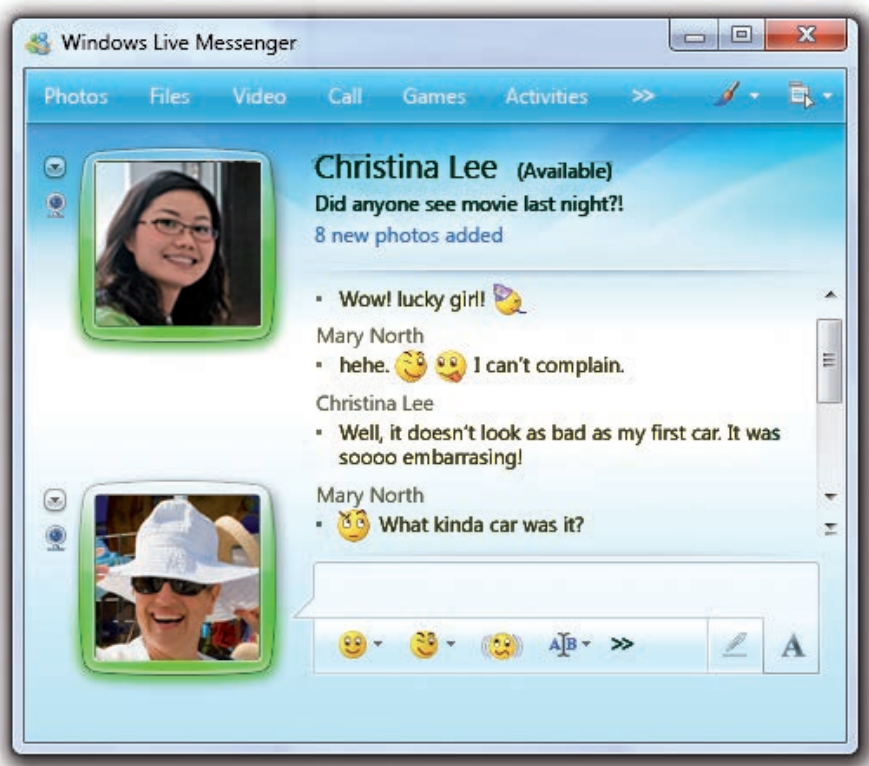 Windows Live Messenger
Photos Files Video Call Games Activities >>
Christina Lee (Available)
Did anyone see movie last night?!
8 new photos added
▪ Wow! lucky girl!
Mary North
▪ hehe. I can't complain.
Christina Lee
▪ Well, it doesn't look as bad as my first car. It was
soooo embarrasing!
Mary North
▪ What kinda car was it?
AB >> A